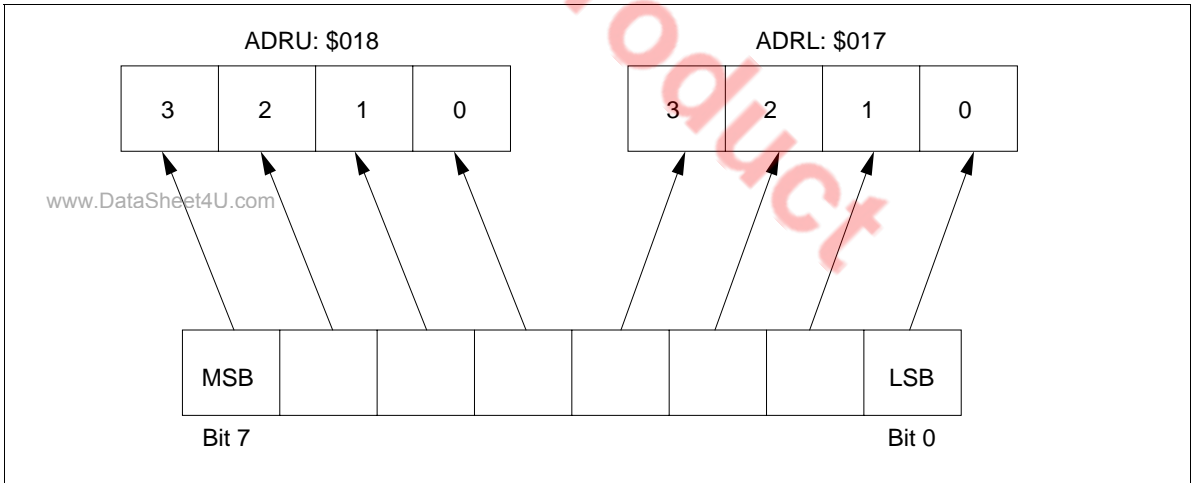 ADRU: $018 ADRL: $017
3 2 1 0 3 2 1 0
www.DataSheet4U.com
MSB LSB
Bit 7 Bit 0